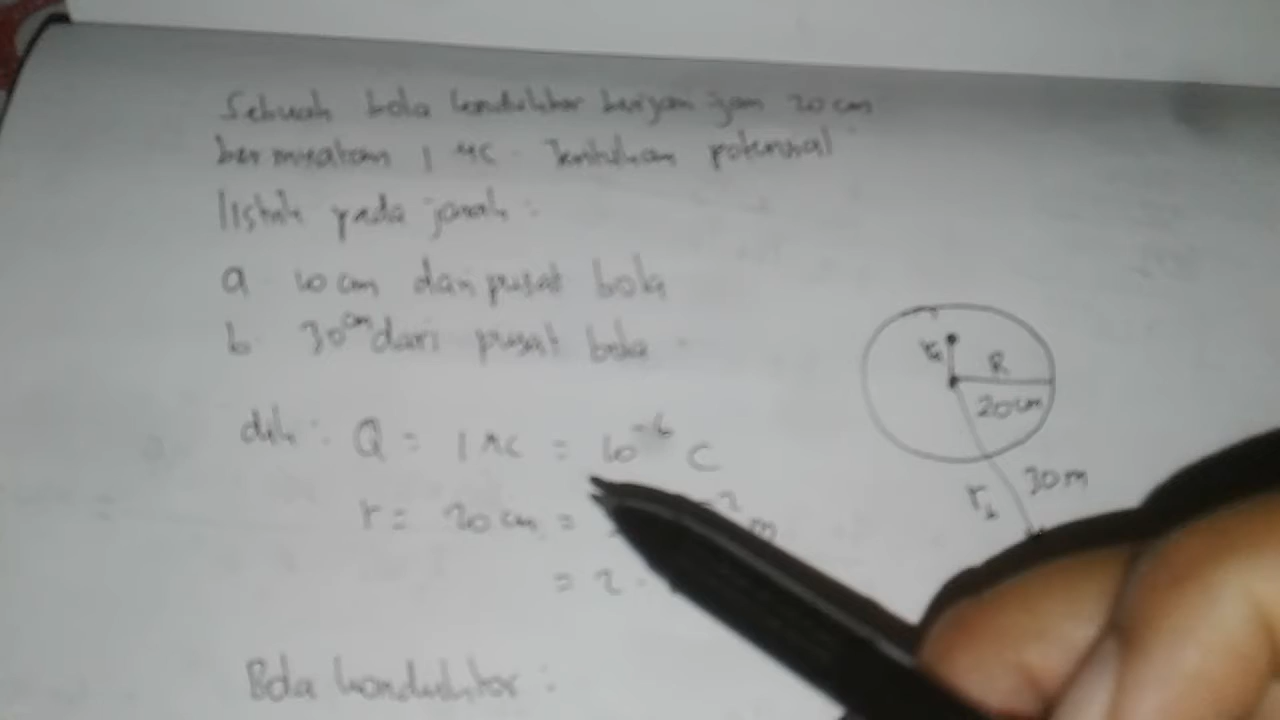 Sebuah bola konduktor berjari jari 20 cm
bermuatan 1 μC. Tentukan potensial
listrik pada jarak :
a 10 cm dari pusat bola
b 30 cm dari pusat bola
dik : Q = 1 μC = 10⁻⁶ C
r = 20 cm =
= 2 .
Bola konduktor :
r₁
R
20 cm
r₂
30 m